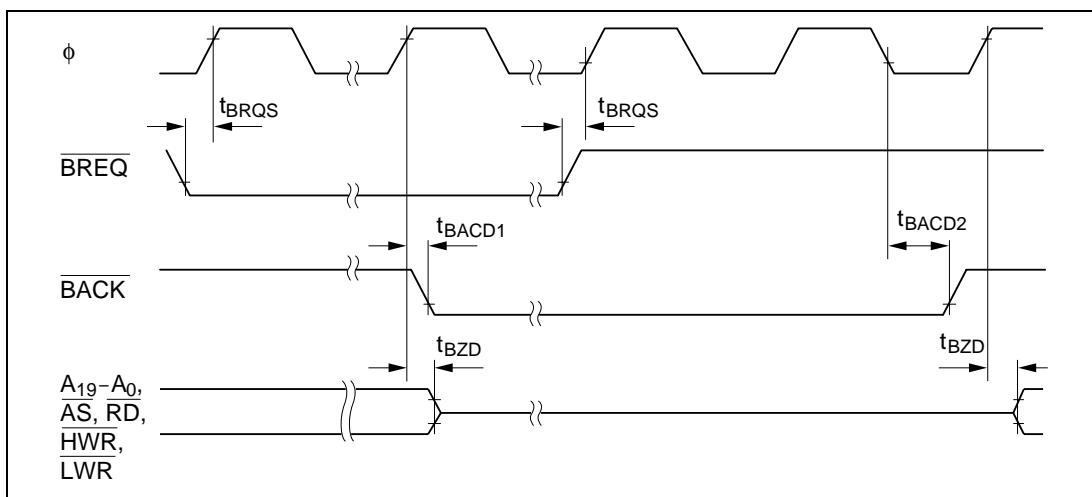 ϕ
tBRQS tBRQS
BREQ
tBACD1 tBACD2
BACK
tBZD tBZD
A19–A0,
AS, RD,
HWR,
LWR